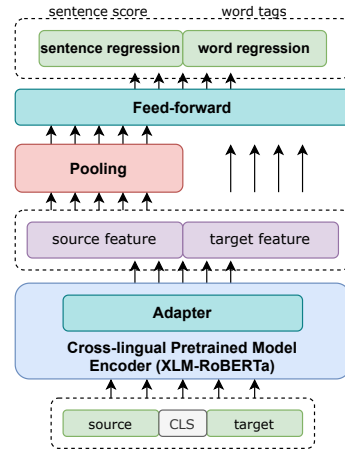 sentence score word tags
sentence regression word regression
Feed-forward
Pooling
source feature target feature
Adapter
Cross-lingual Pretrained Model
Encoder (XLM-RoBERTa)
source CLS target